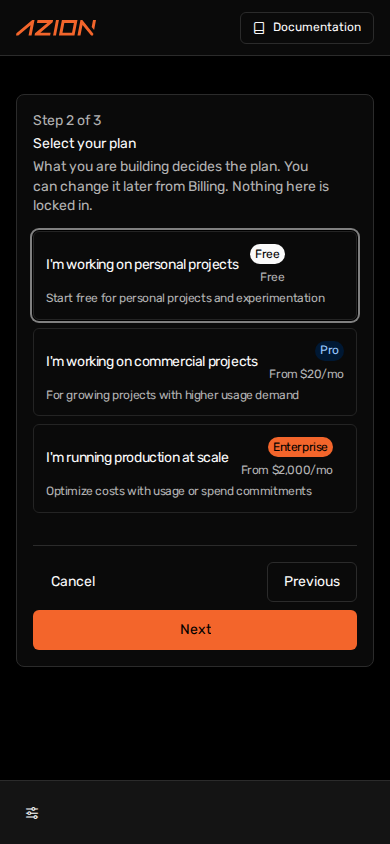 AZION
Documentation
Step 2 of 3
Select your plan
What you are building decides the plan. You
can change it later from Billing. Nothing here is
locked in.
I'm working on personal projects
Free
Free
Start free for personal projects and experimentation
I'm working on commercial projects
Pro
From $20/mo
For growing projects with higher usage demand
I'm running production at scale
Enterprise
From $2,000/mo
Optimize costs with usage or spend commitments
Cancel
Previous
Next